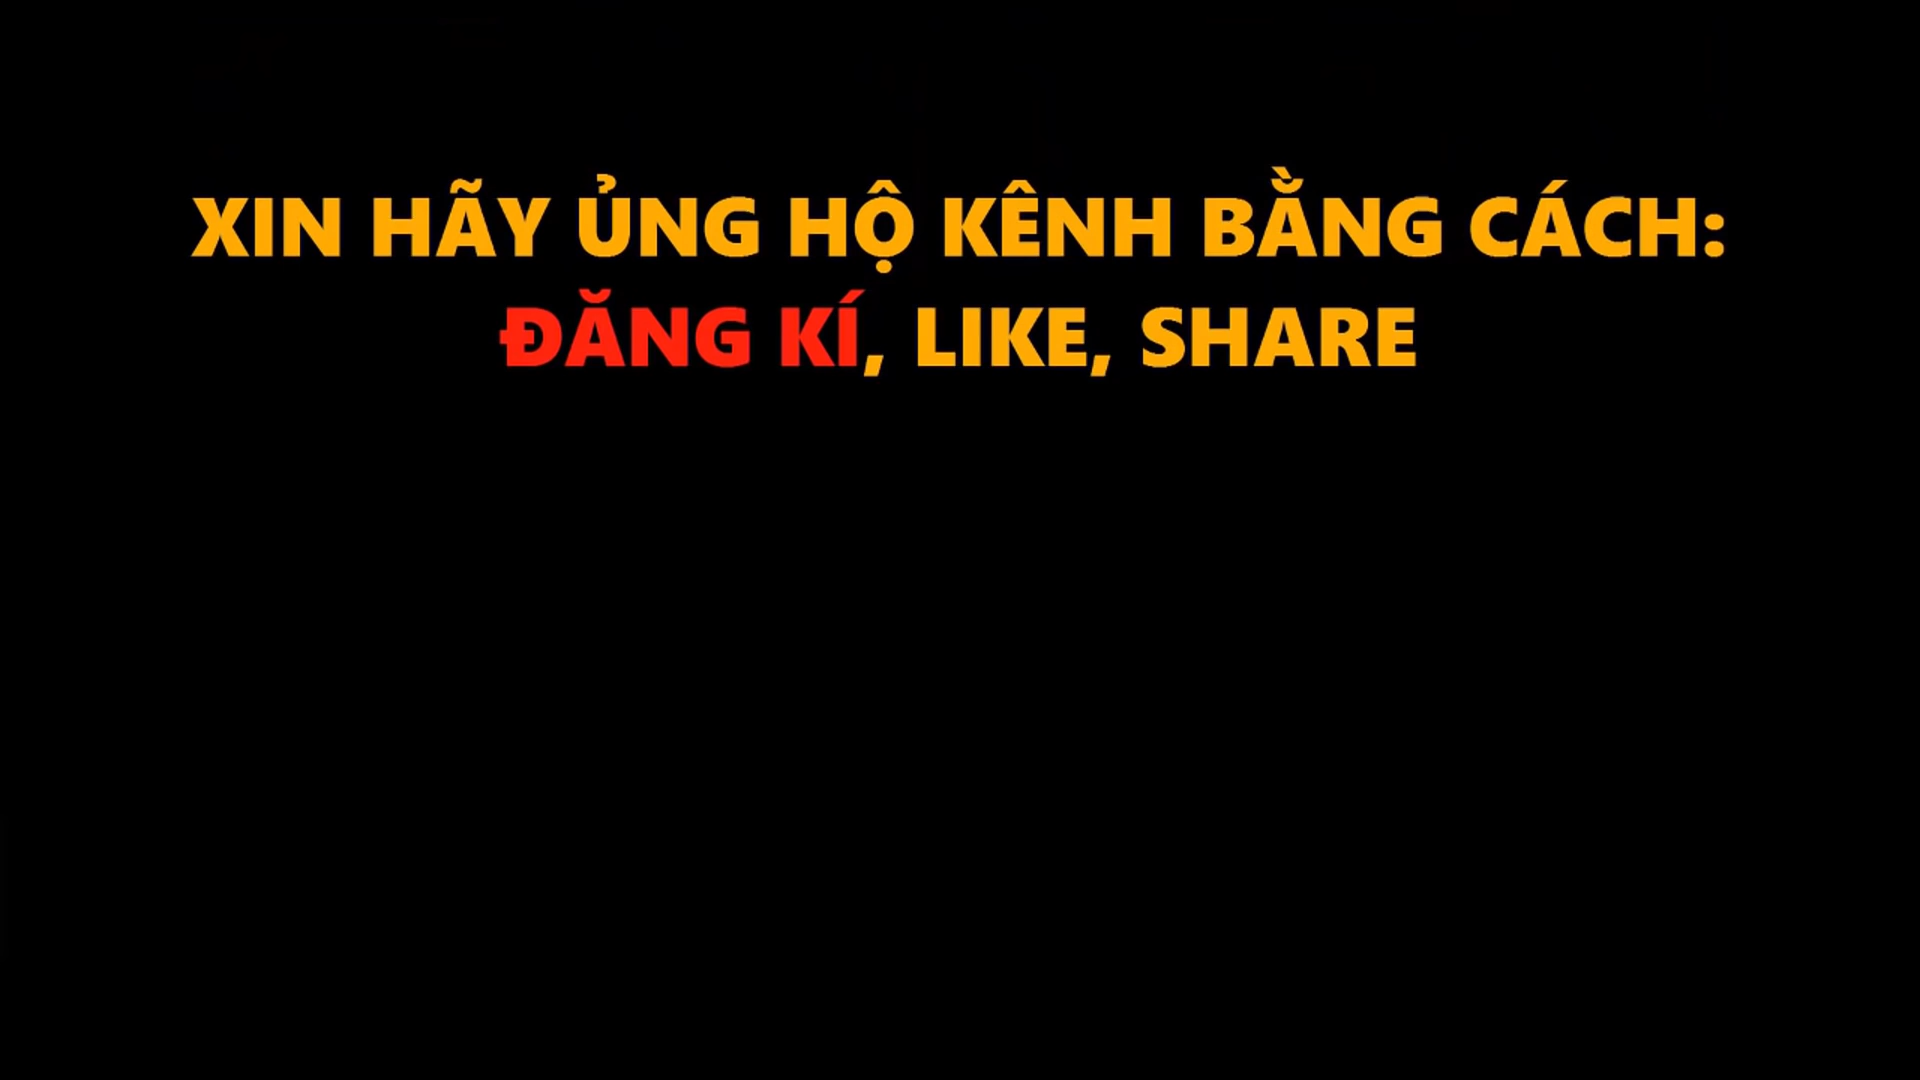 XIN HÃY ỦNG HỘ KÊNH BẰNG CÁCH:
ĐĂNG KÍ, LIKE, SHARE